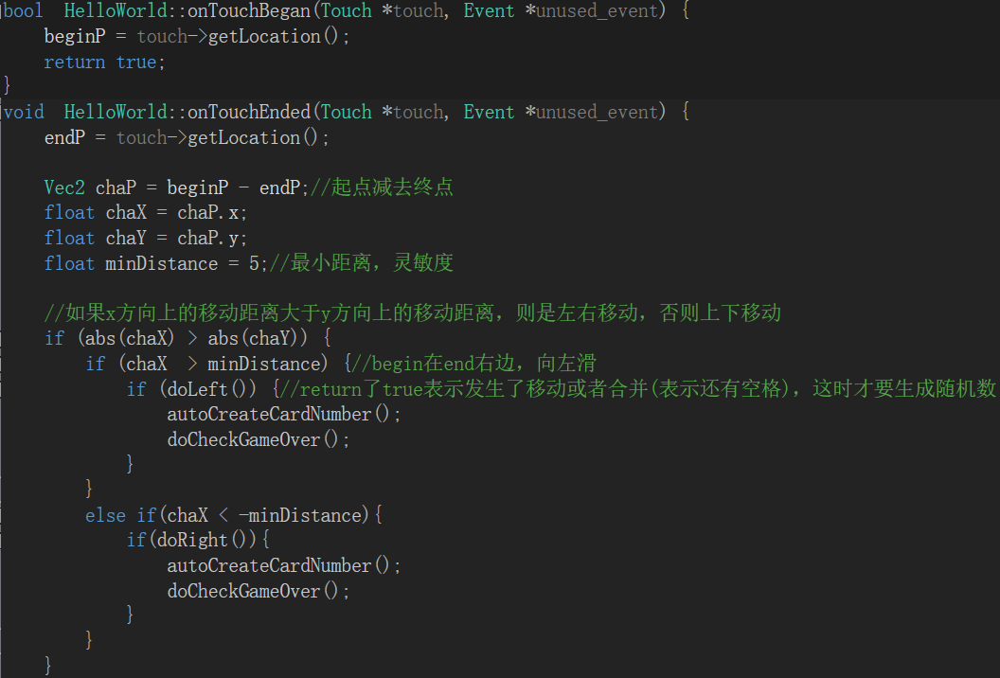 bool  HelloWorld::onTouchBegan(Touch *touch, Event *unused_event) {
    beginP = touch->getLocation();
    return true;
}
void  HelloWorld::onTouchEnded(Touch *touch, Event *unused_event) {
    endP = touch->getLocation();

    Vec2 chaP = beginP - endP;//起点减去终点
    float chaX = chaP.x;
    float chaY = chaP.y;
    float minDistance = 5;//最小距离，灵敏度

    //如果x方向上的移动距离大于y方向上的移动距离，则是左右移动，否则上下移动
    if (abs(chaX) > abs(chaY)) {
        if (chaX  > minDistance) {//begin在end右边，向左滑
            if (doLeft()) {//return了true表示发生了移动或者合并(表示还有空格)，这时才要生成随机数
                autoCreateCardNumber();
                doCheckGameOver();
            }
        }
        else if(chaX < -minDistance){
            if(doRight()){
                autoCreateCardNumber();
                doCheckGameOver();
            }
        }
    }